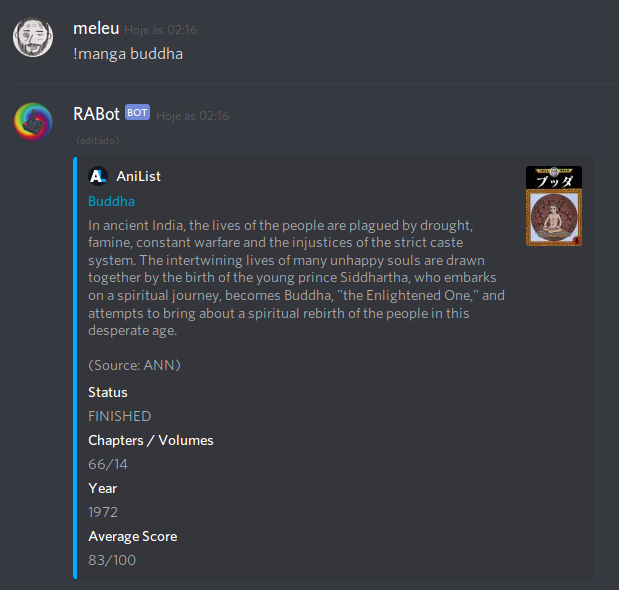 meleu Hoje às 02:16
!manga buddha
RABot BOT Hoje às 02:16
(editado)
AniList
Buddha
In ancient India, the lives of the people are plagued by drought,
famine, constant warfare and the injustices of the strict caste
system. The intertwining lives of many unhappy souls are drawn
together by the birth of the young prince Siddhartha, who embarks
on a spiritual journey, becomes Buddha, "the Enlightened One," and
attempts to bring about a spiritual rebirth of the people in this
desperate age.
(Source: ANN)
Status
FINISHED
Chapters / Volumes
66/14
Year
1972
Average Score
83/100
ブッダ